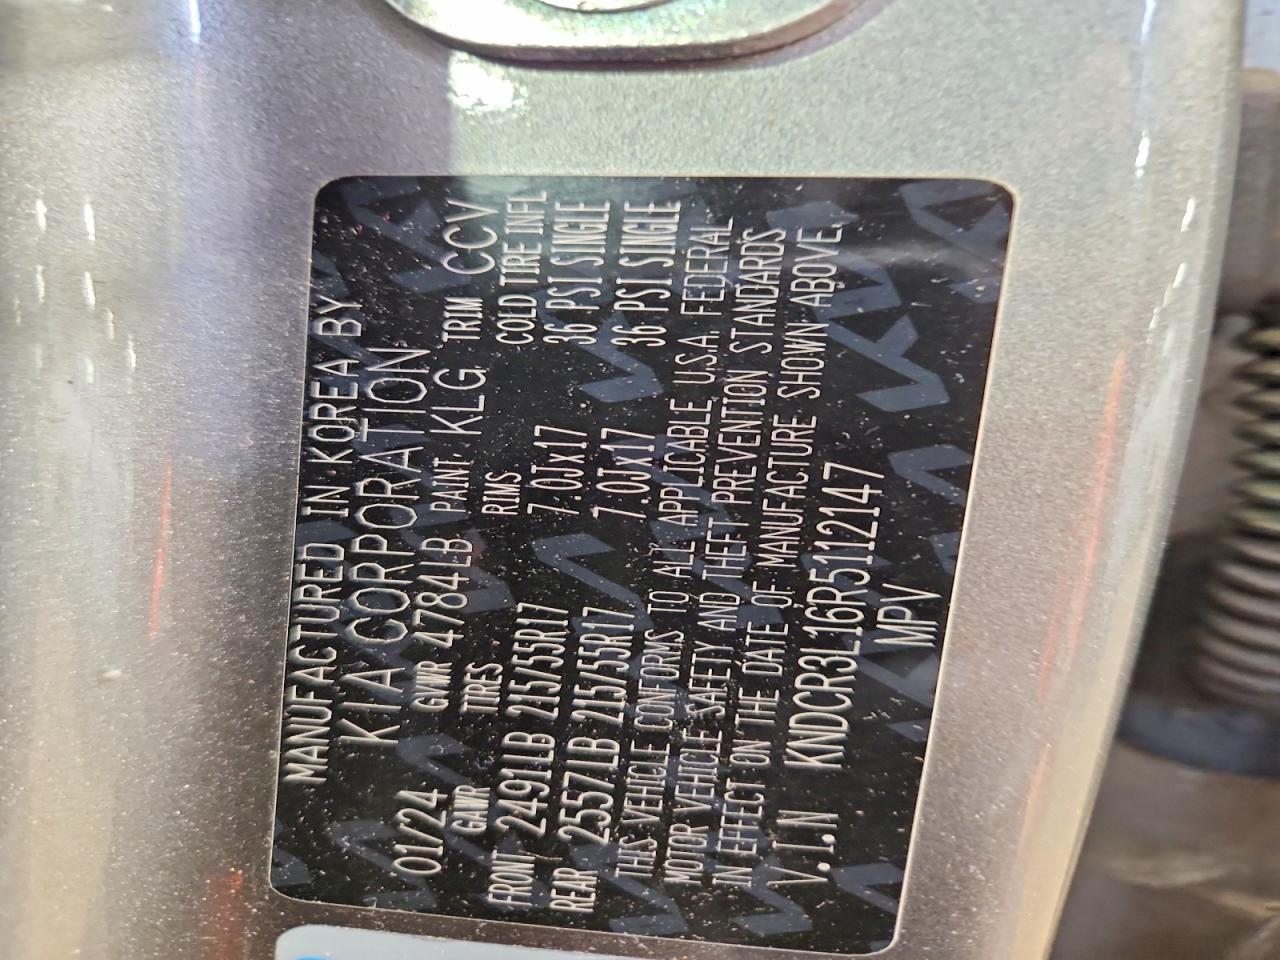 MANUFACTURED IN KOREA BY
KIA CORPORATION
01/24 GVWR 4784LB PAINT: KLG TRIM CCV
GAWR TIRES RIMS COLD TIRE INFL
FRONT 2491LB 215/55R17 7.0Jx17 36 PSI SINGLE
REAR 2557LB 215/55R17 7.0Jx17 36 PSI SINGLE
THIS VEHICLE CONFORMS TO ALL APPLICABLE U.S.A. FEDERAL
MOTOR VEHICLE SAFETY AND THEFT PREVENTION STANDARDS
IN EFFECT ON THE DATE OF MANUFACTURE SHOWN ABOVE.
V.I.N KNDCR3L16R5112147
MPV